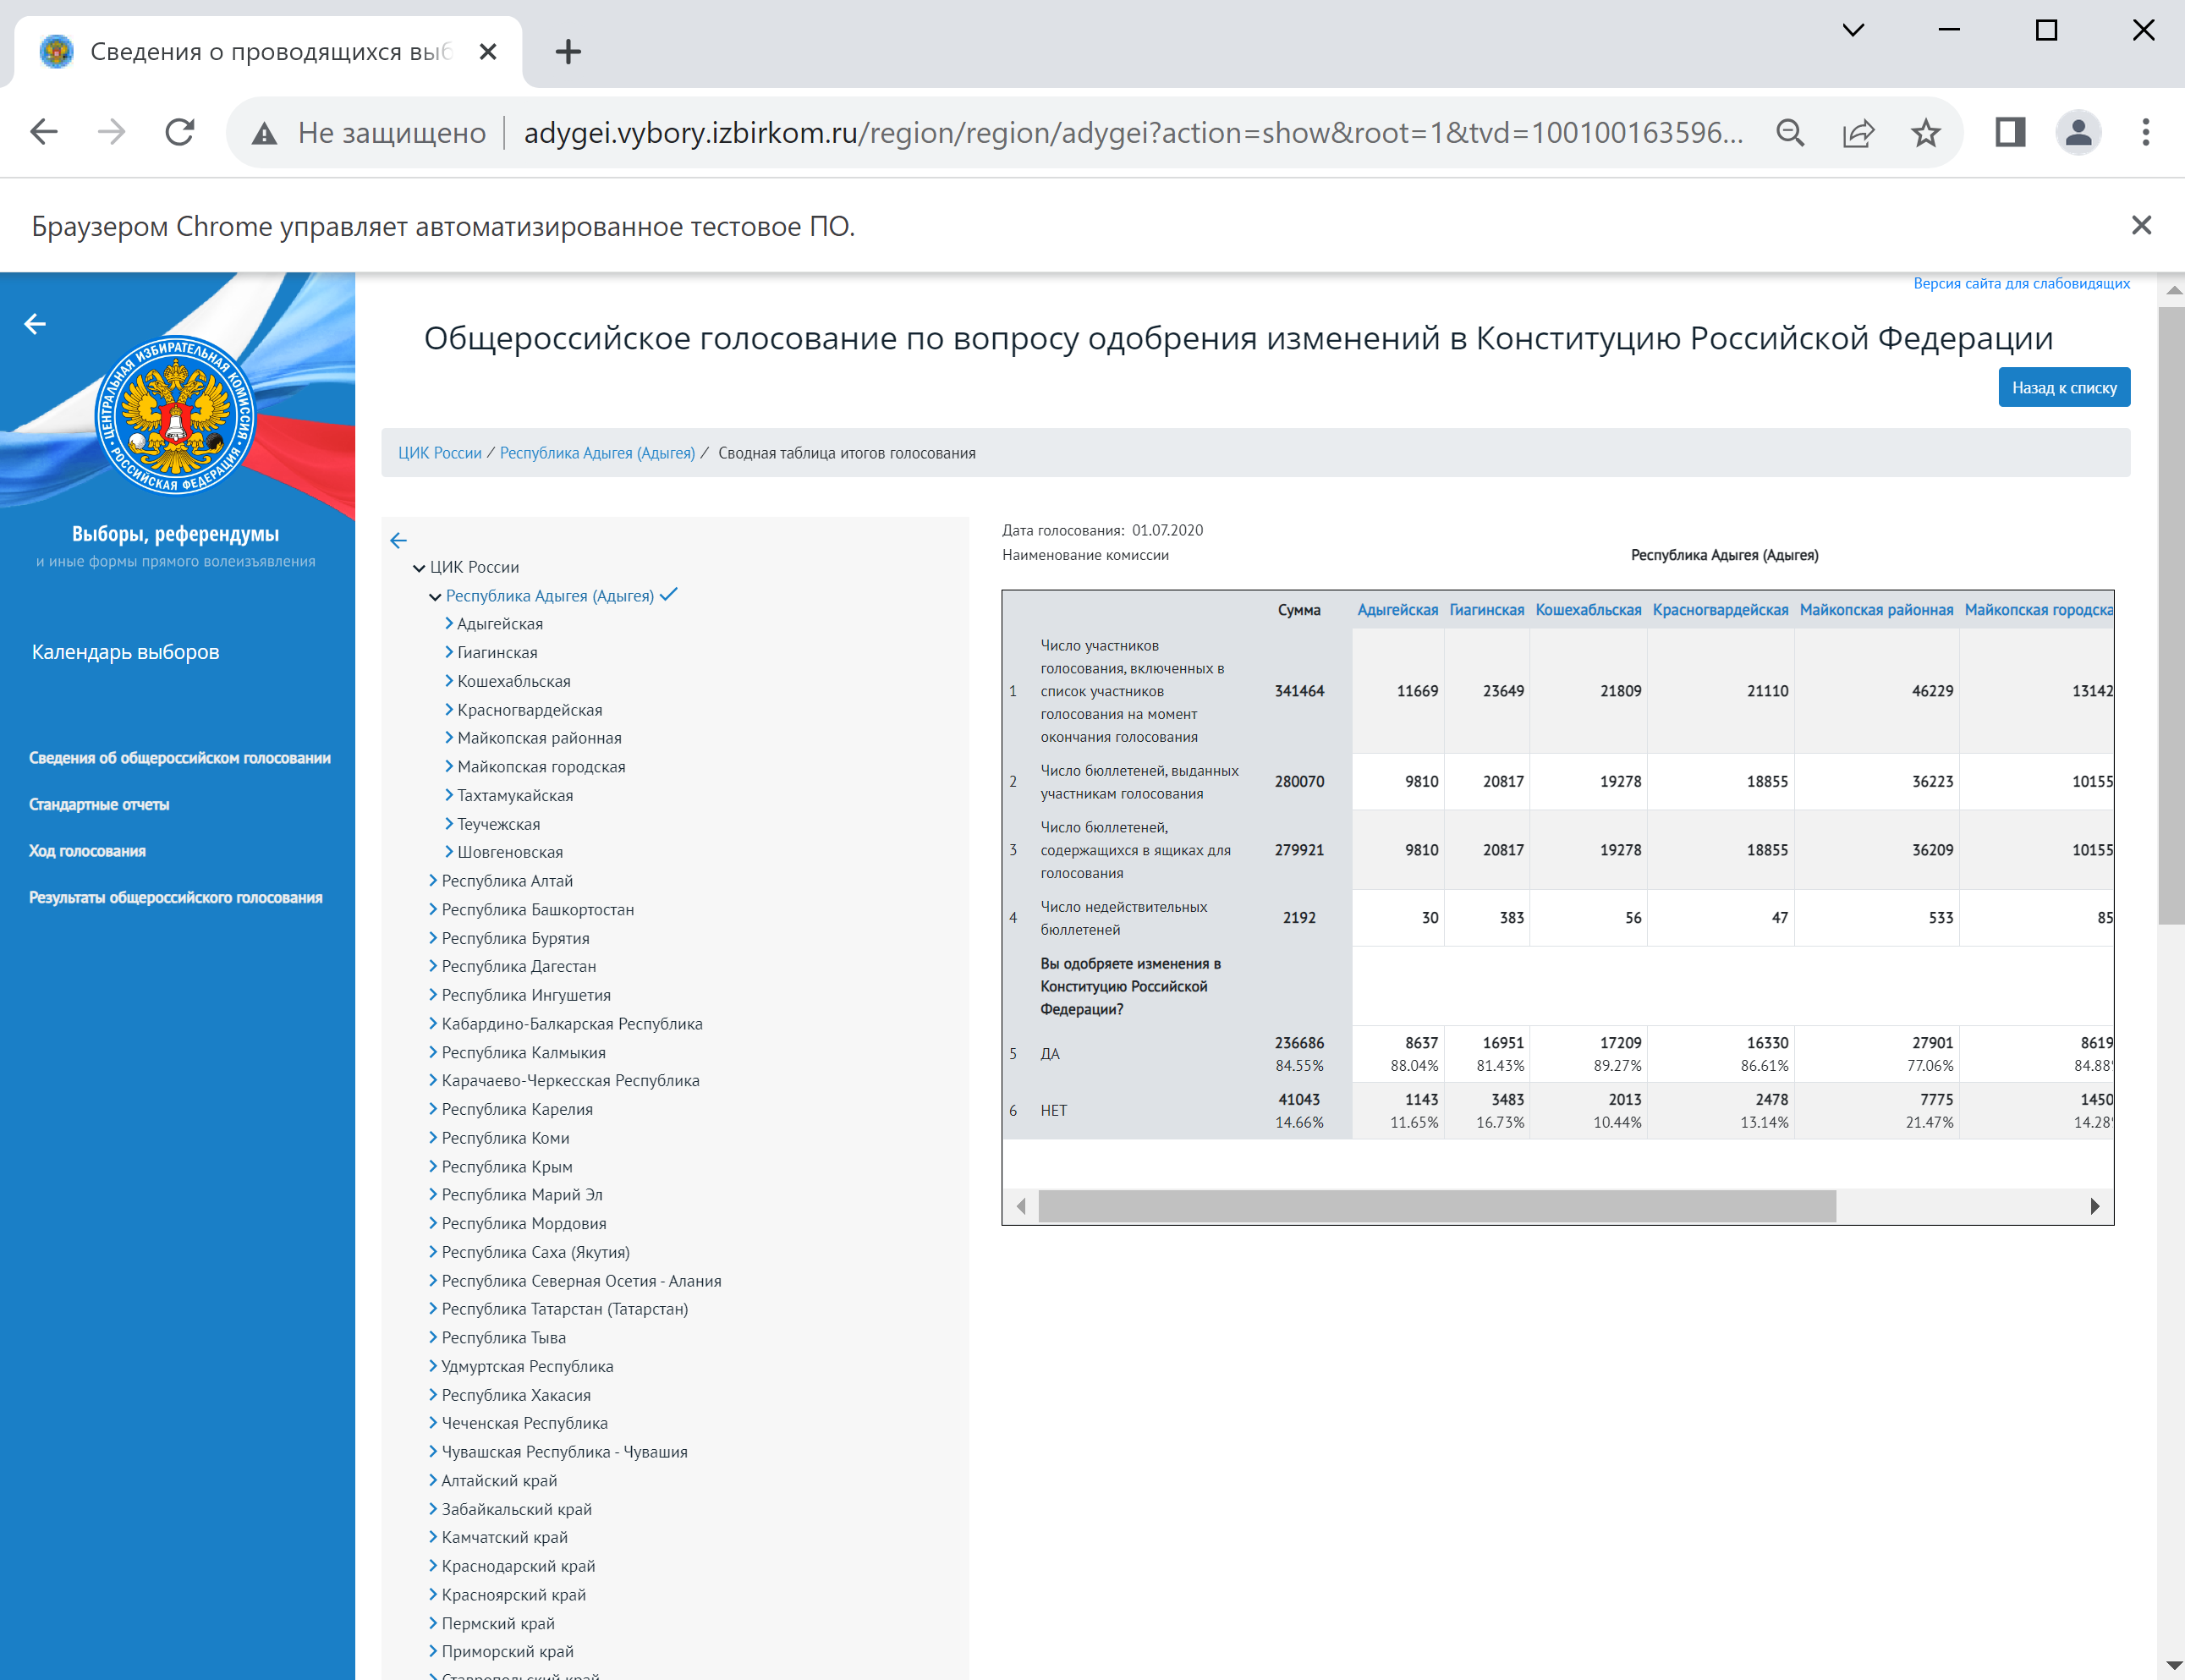 Сведения о проводящихся выб
Не защищено
adygei.vybory.izbirkom.ru/region/region/adygei?action=show&root=1&tvd=100100163596...
Браузером Chrome управляет автоматизированное тестовое ПО.
Версия сайта для слабовидящих
ЦЕНТРАЛЬНАЯ ИЗБИРАТЕЛЬНАЯ КОМИССИЯ
РОССИЙСКАЯ ФЕДЕРАЦИЯ
Выборы, референдумы
и иные формы прямого волеизъявления
Календарь выборов
Сведения об общероссийском голосовании
Стандартные отчеты
Ход голосования
Результаты общероссийского голосования
Общероссийское голосование по вопросу одобрения изменений в Конституцию Российской Федерации
Назад к списку
ЦИК России / Республика Адыгея (Адыгея) / Сводная таблица итогов голосования
ЦИК России
Республика Адыгея (Адыгея)
Адыгейская
Гиагинская
Кошехабльская
Красногвардейская
Майкопская районная
Майкопская городская
Тахтамукайская
Теучежская
Шовгеновская
Республика Алтай
Республика Башкортостан
Республика Бурятия
Республика Дагестан
Республика Ингушетия
Кабардино-Балкарская Республика
Республика Калмыкия
Карачаево-Черкесская Республика
Республика Карелия
Республика Коми
Республика Крым
Республика Марий Эл
Республика Мордовия
Республика Саха (Якутия)
Республика Северная Осетия - Алания
Республика Татарстан (Татарстан)
Республика Тыва
Удмуртская Республика
Республика Хакасия
Чеченская Республика
Чувашская Республика - Чувашия
Алтайский край
Забайкальский край
Камчатский край
Краснодарский край
Красноярский край
Пермский край
Приморский край
Ставропольский край
Дата голосования: 01.07.2020
Наименование комиссии Республика Адыгея (Адыгея)
Сумма Адыгейская Гиагинская Кошехабльская Красногвардейская Майкопская районная Майкопская городска
Число участников
голосования, включенных в
1 список участников 341464 11669 23649 21809 21110 46229 13142
голосования на момент
окончания голосования
2 Число бюллетеней, выданных 280070 9810 20817 19278 18855 36223 10155
участникам голосования
Число бюллетеней,
3 содержащихся в ящиках для 279921 9810 20817 19278 18855 36209 10155
голосования
4 Число недействительных 2192 30 383 56 47 533 85
бюллетеней
Вы одобряете изменения в
Конституцию Российской
Федерации?
5 ДА 236686 8637 16951 17209 16330 27901 8619
84.55% 88.04% 81.43% 89.27% 86.61% 77.06% 84.88%
6 НЕТ 41043 1143 3483 2013 2478 7775 1450
14.66% 11.65% 16.73% 10.44% 13.14% 21.47% 14.28%